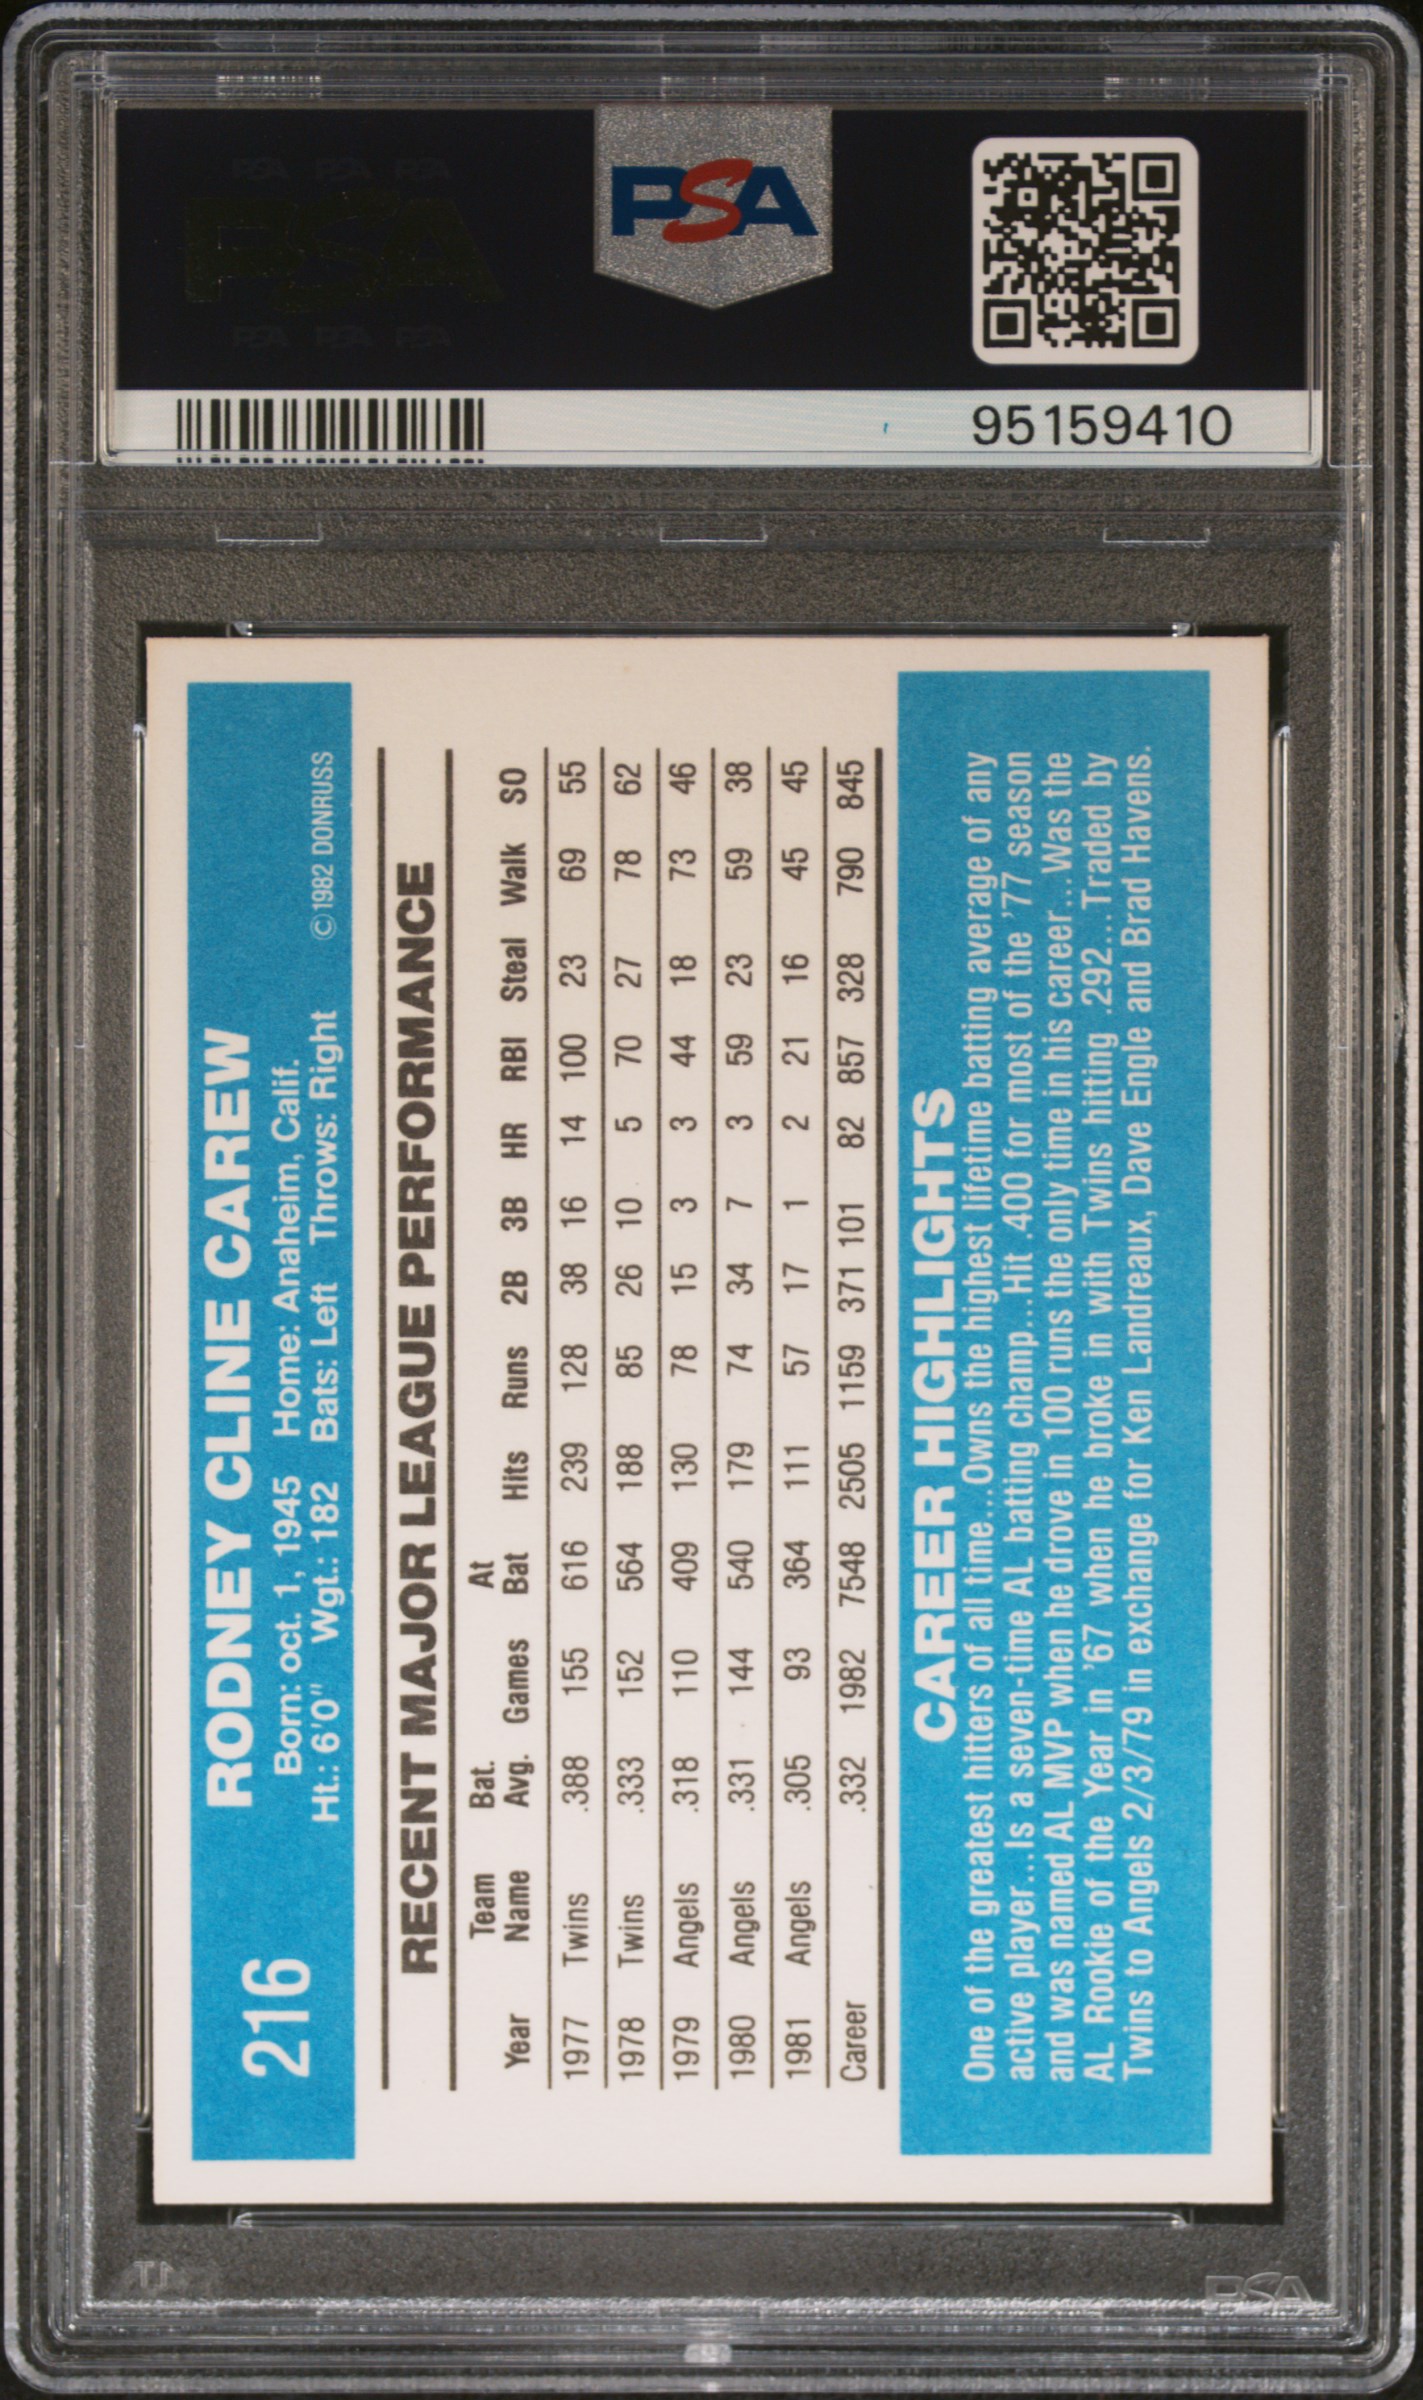 PSA PSA PSA
PSA
PSA PSA PSA
PSA
95159410
216
RODNEY CLINE CAREW
Born: oct. 1, 1945 Home: Anaheim, Calif.
Ht.: 6'0" Wgt.: 182 Bats: Left Throws: Right ©1982 DONRUSS
RECENT MAJOR LEAGUE PERFORMANCE
Team Bat. At
Year Name Avg. Games Bat Hits Runs 2B 3B HR RBI Steal Walk SO
1977 Twins .388 155 616 239 128 38 16 14 100 23 69 55
1978 Twins .333 152 564 188 85 26 10 5 70 27 78 62
1979 Angels .318 110 409 130 78 15 3 3 44 18 73 46
1980 Angels .331 144 540 179 74 34 7 3 59 23 59 38
1981 Angels .305 93 364 111 57 17 1 2 21 16 45 45
Career .332 1982 7548 2505 1159 371 101 82 857 328 790 845
CAREER HIGHLIGHTS
One of the greatest hitters of all time...Owns the highest lifetime batting average of any
active player...Is a seven-time AL batting champ...Hit .400 for most of the '77 season
and was named AL MVP when he drove in 100 runs the only time in his career...Was the
AL Rookie of the Year in '67 when he broke in with Twins hitting .292...Traded by
Twins to Angels 2/3/79 in exchange for Ken Landreaux, Dave Engle and Brad Havens.
PSA